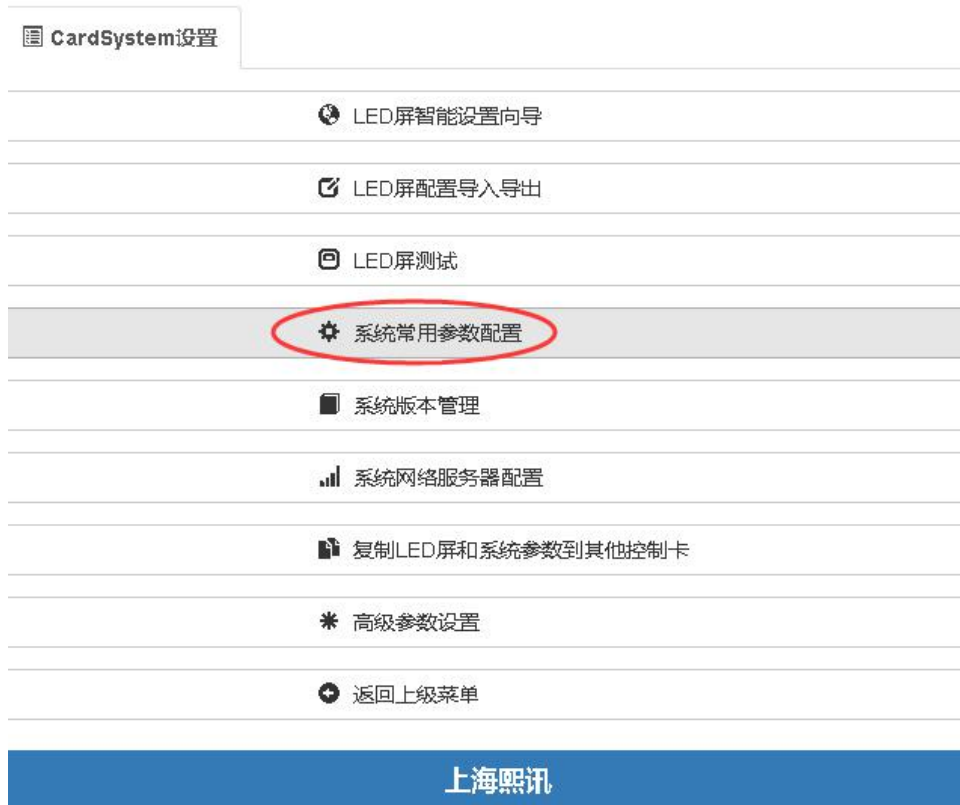 CardSystem设置
LED屏智能设置向导
LED屏配置导入导出
LED屏测试
系统常用参数配置
系统版本管理
系统网络服务器配置
复制LED屏和系统参数到其他控制卡
高级参数设置
返回上级菜单
上海熙讯